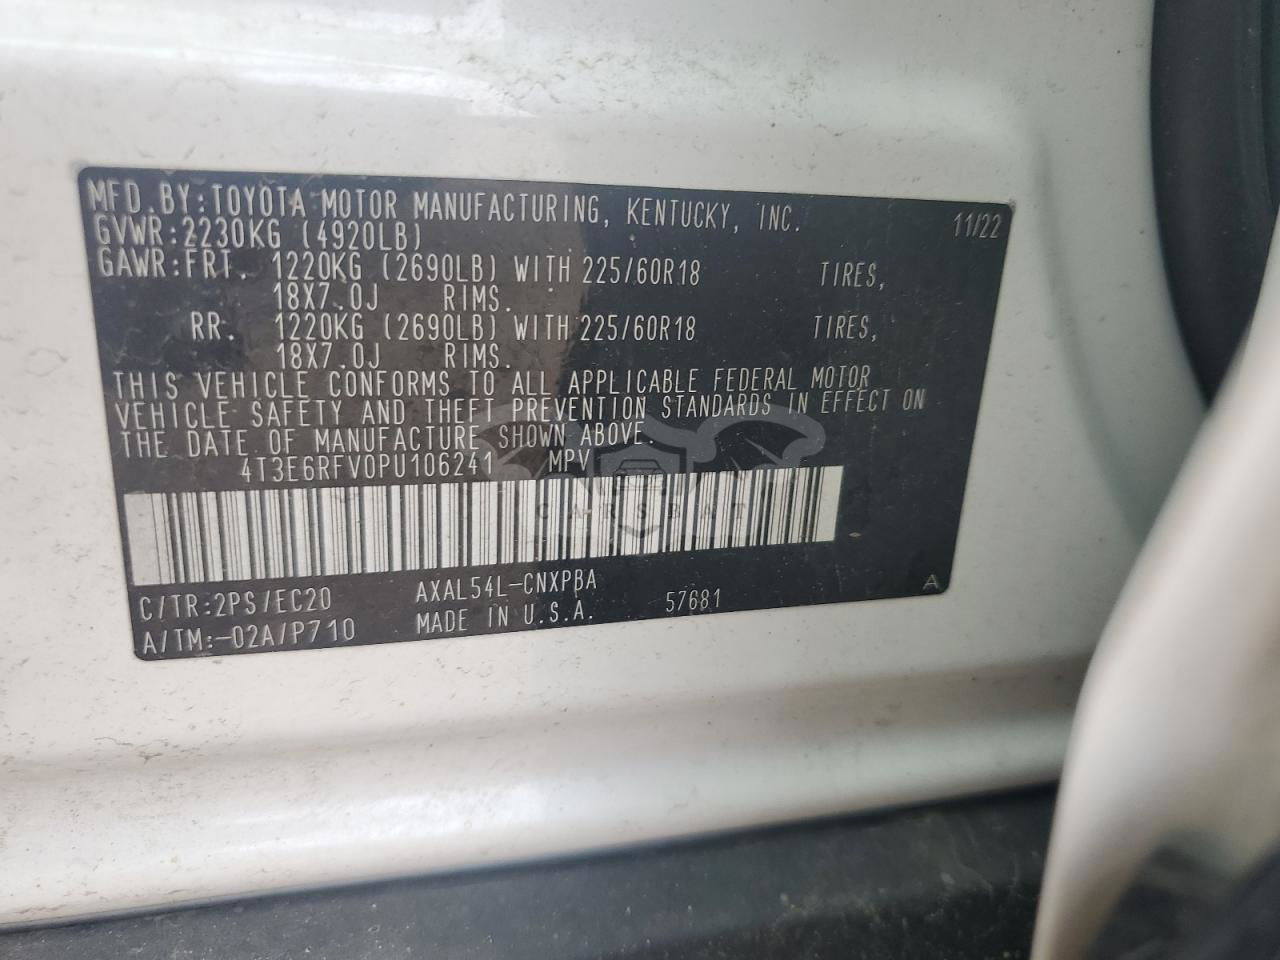 MFD.BY:TOYOTA MOTOR MANUFACTURING, KENTUCKY, INC. 11/22
GVWR:2230KG (4920LB)
GAWR:FRT. 1220KG (2690LB) WITH 225/60R18 TIRES,
18X7.0J RIMS.
RR. 1220KG (2690LB) WITH 225/60R18 TIRES,
18X7.0J RIMS.
THIS VEHICLE CONFORMS TO ALL APPLICABLE FEDERAL MOTOR
VEHICLE SAFETY AND THEFT PREVENTION STANDARDS IN EFFECT ON
THE DATE OF MANUFACTURE SHOWN ABOVE.
4T3E6RFV0PU106241 MPV
CARSBAT
C/TR:2PS/EC20 AXAL54L-CNXPBA 57681 A
A/TM:-02A/P710 MADE IN U.S.A.